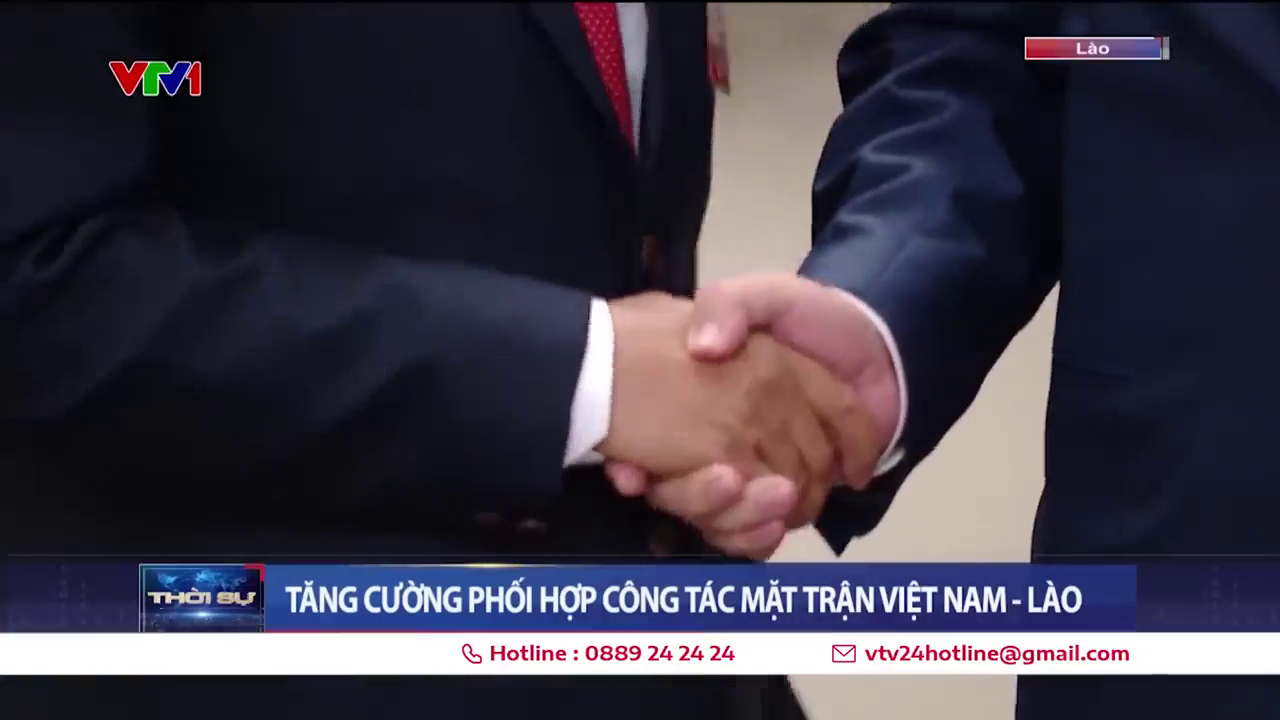 VTV1
Lào
THỜI SỰ
TĂNG CƯỜNG PHỐI HỢP CÔNG TÁC MẶT TRẬN VIỆT NAM - LÀO
Hotline : 0889 24 24 24
vtv24hotline@gmail.com